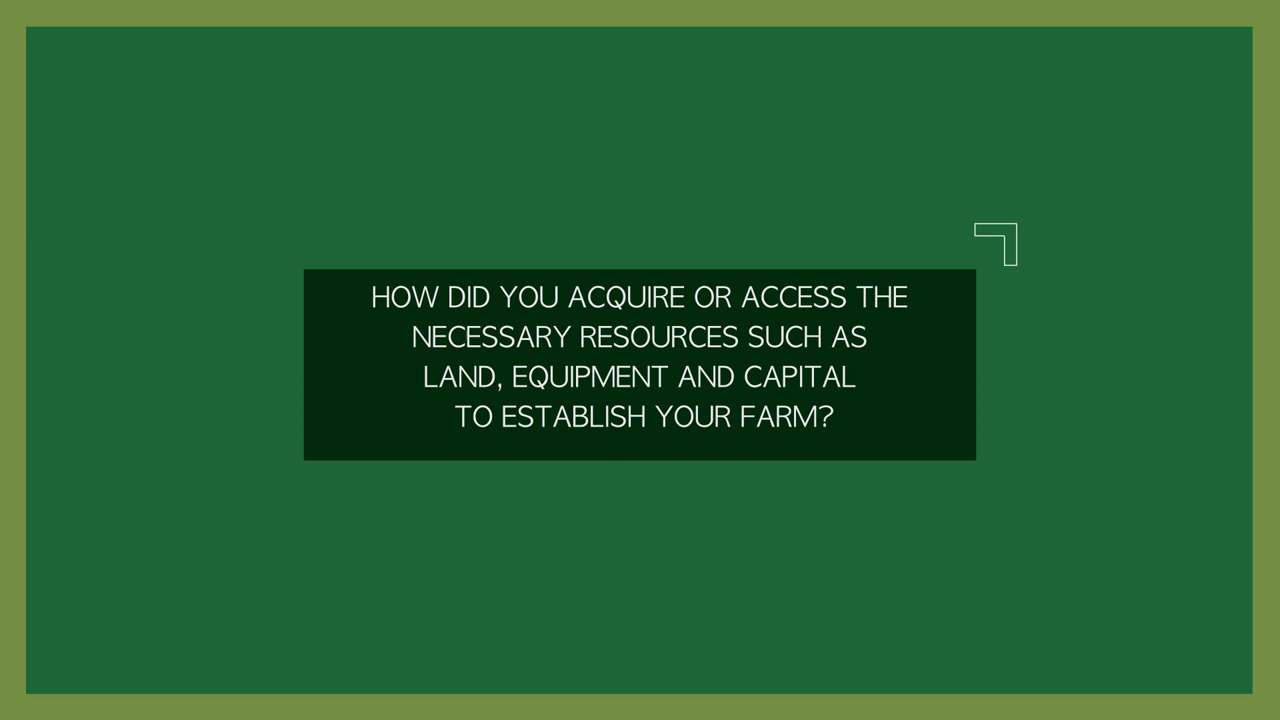 HOW DID YOU ACQUIRE OR ACCESS THE
NECESSARY RESOURCES SUCH AS
LAND, EQUIPMENT AND CAPITAL
TO ESTABLISH YOUR FARM?